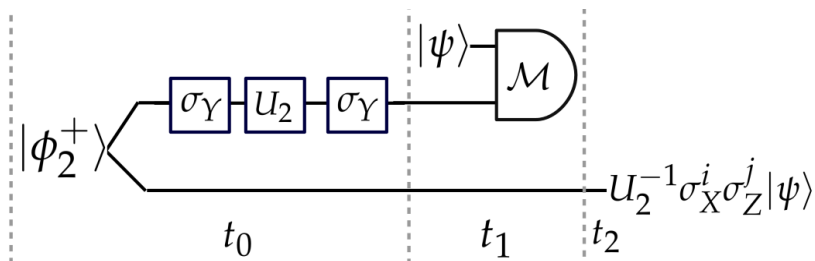 |ψ⟩
ℳ
σ_Y U_2 σ_Y
|ϕ_2^+⟩
U_2^{-1} σ_X^i σ_Z^j |ψ⟩
t_0 t_1 t_2